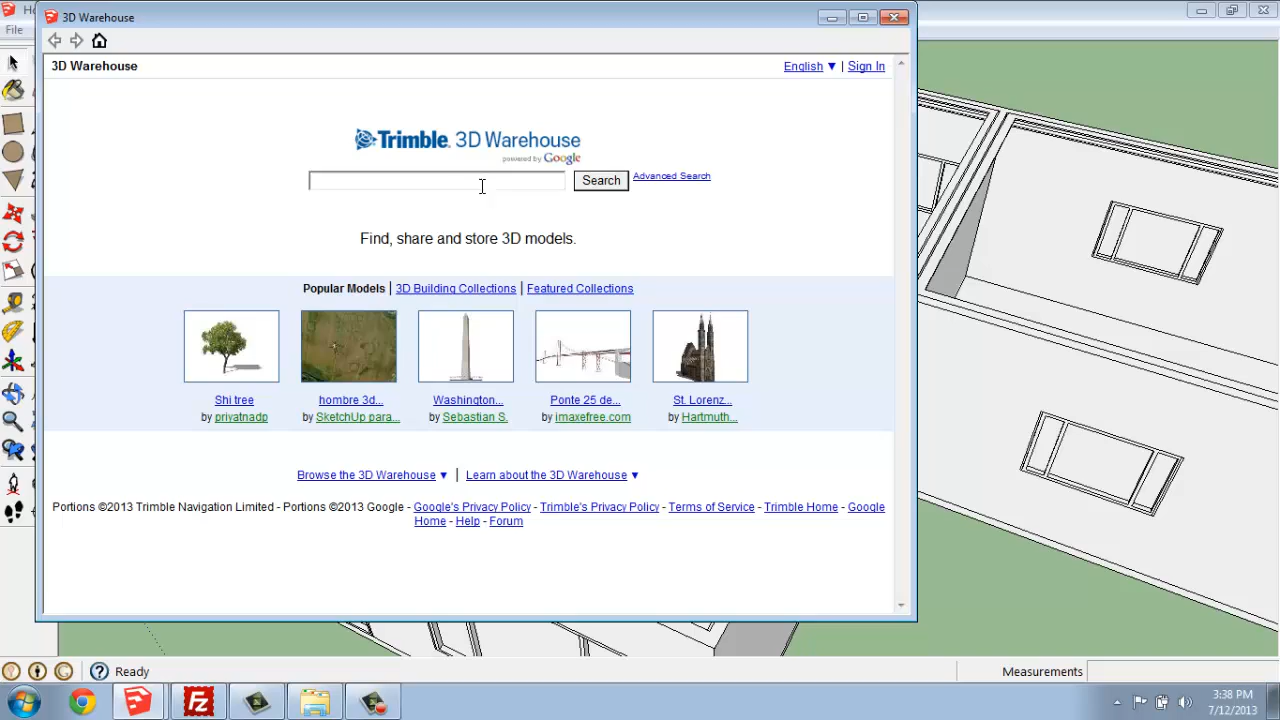 3D Warehouse
File
3D Warehouse
English ▼ | Sign In
Trimble. 3D Warehouse
powered by Google
Search
Advanced Search
Find, share and store 3D models.
Popular Models | 3D Building Collections | Featured Collections
Shi tree
by privatnadp
hombre 3d...
by SketchUp para...
Washington...
by Sebastian S.
Ponte 25 de...
by imaxefree.com
St. Lorenz...
by Hartmuth...
Browse the 3D Warehouse ▼ | Learn about the 3D Warehouse ▼
Portions ©2013 Trimble Navigation Limited - Portions ©2013 Google - Google's Privacy Policy - Trimble's Privacy Policy - Terms of Service - Trimble Home - Google
Home - Help - Forum
Ready
Measurements
3:38 PM
7/12/2013